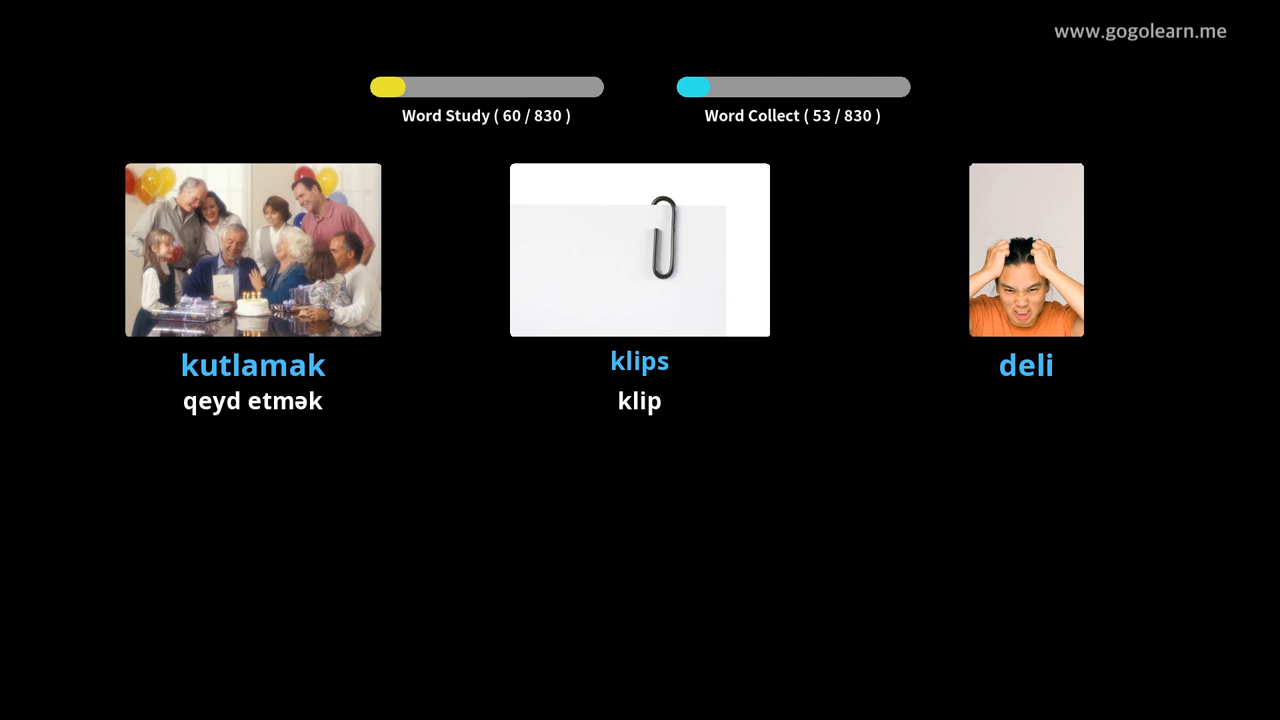 www.gogolearn.me
Word Study ( 60 / 830 )
Word Collect ( 53 / 830 )
kutlamak
qeyd etmək
klips
klip
deli